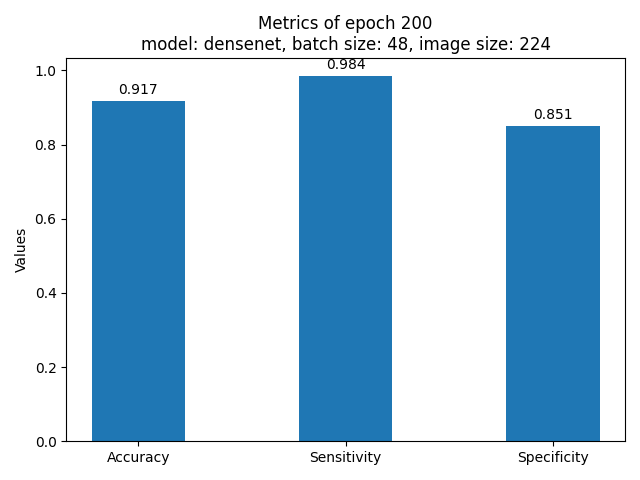 Metrics of epoch 200
model: densenet, batch size: 48, image size: 224
Values
1.0
0.8
0.6
0.4
0.2
0.0
0.917
0.984
0.851
Accuracy
Sensitivity
Specificity